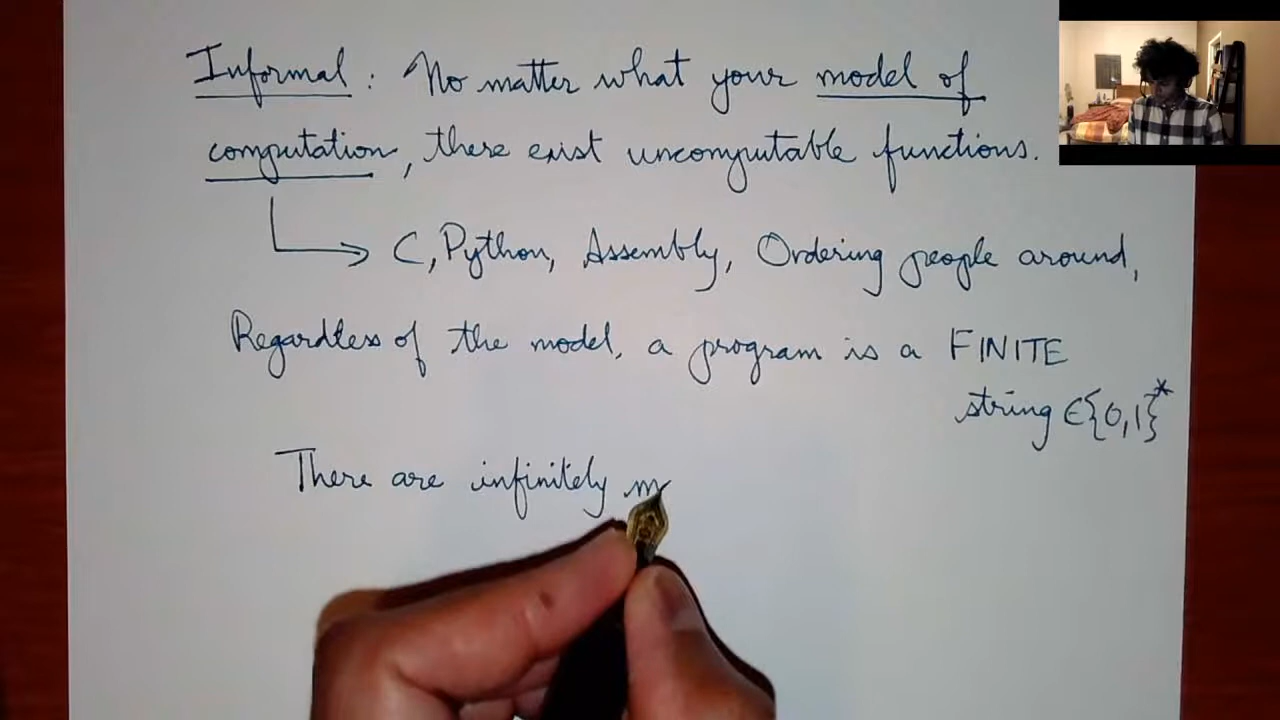 Informal: No matter what your model of
computation, there exist uncomputable functions.
C, Python, Assembly, Ordering people around,
Regardless of the model, a program is a FINITE
string ∈ {0,1}*
There are infinitely m